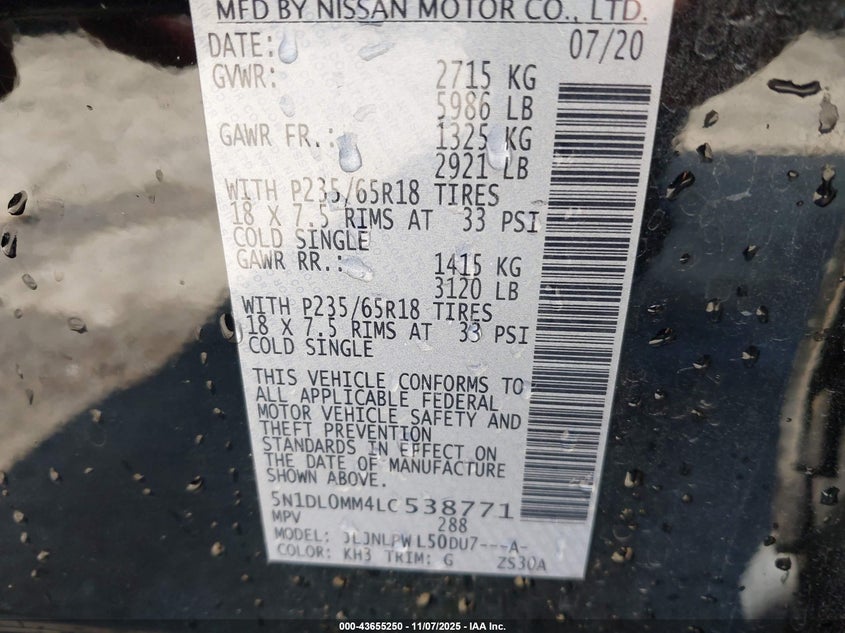 MFD BY NISSAN MOTOR CO., LTD.
DATE: 07/20
GVWR: 2715 KG
5986 LB
GAWR FR.: 1325 KG
2921 LB
WITH P235/65R18 TIRES
18 X 7.5 RIMS AT 33 PSI
COLD SINGLE
GAWR RR.: 1415 KG
3120 LB
WITH P235/65R18 TIRES
18 X 7.5 RIMS AT 33 PSI
COLD SINGLE
THIS VEHICLE CONFORMS TO
ALL APPLICABLE FEDERAL
MOTOR VEHICLE SAFETY AND
THEFT PREVENTION
STANDARDS IN EFFECT ON
THE DATE OF MANUFACTURE
SHOWN ABOVE.
5N1DL0MM4LC538771
MPV 288
MODEL: JLJNLPWL50DU7---A-
COLOR: KH3 TRIM: G ZS30A
000-43655250 - 11/07/2025 - IAA Inc.